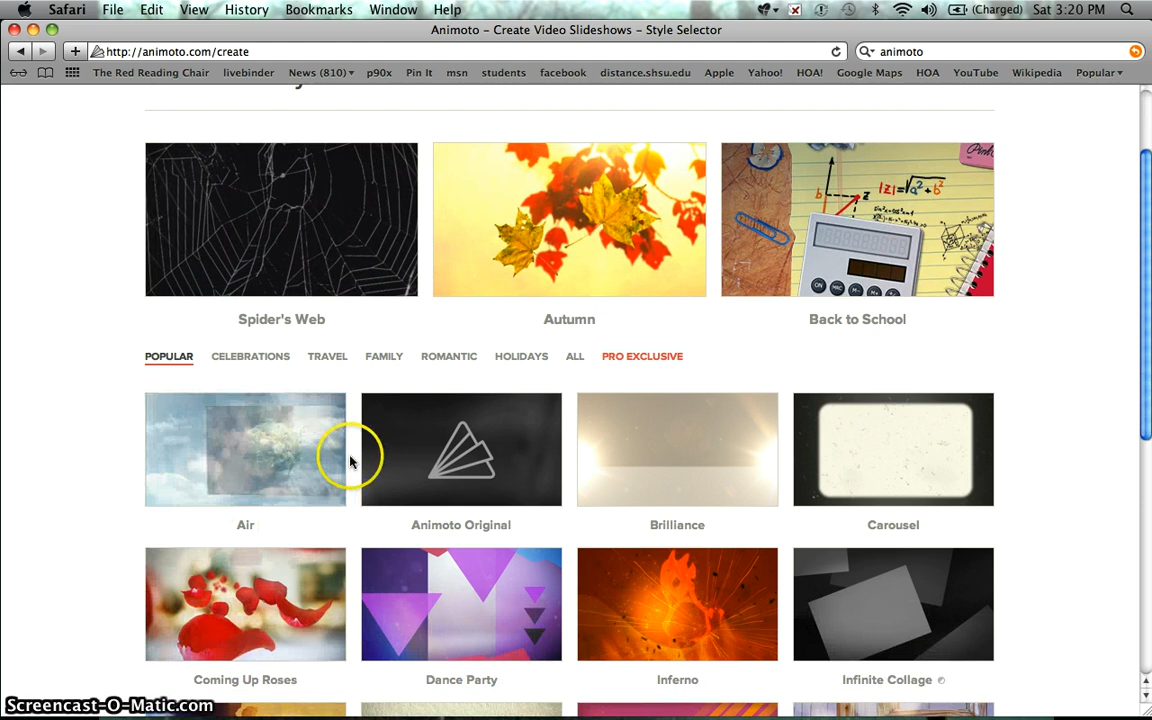 Safari File Edit View History Bookmarks Window Help (Charged) Sat 3:20 PM
Animoto – Create Video Slideshows – Style Selector
http://animoto.com/create animoto
The Red Reading Chair livebinder News (810) p90x Pin It msn students facebook distance.shsu.edu Apple Yahoo! HOA! Google Maps HOA YouTube Wikipedia Popular
Spider's Web Autumn Back to School
POPULAR CELEBRATIONS TRAVEL FAMILY ROMANTIC HOLIDAYS ALL PRO EXCLUSIVE
Air Animoto Original Brilliance Carousel
Coming Up Roses Dance Party Inferno Infinite Collage
Screencast-O-Matic.com